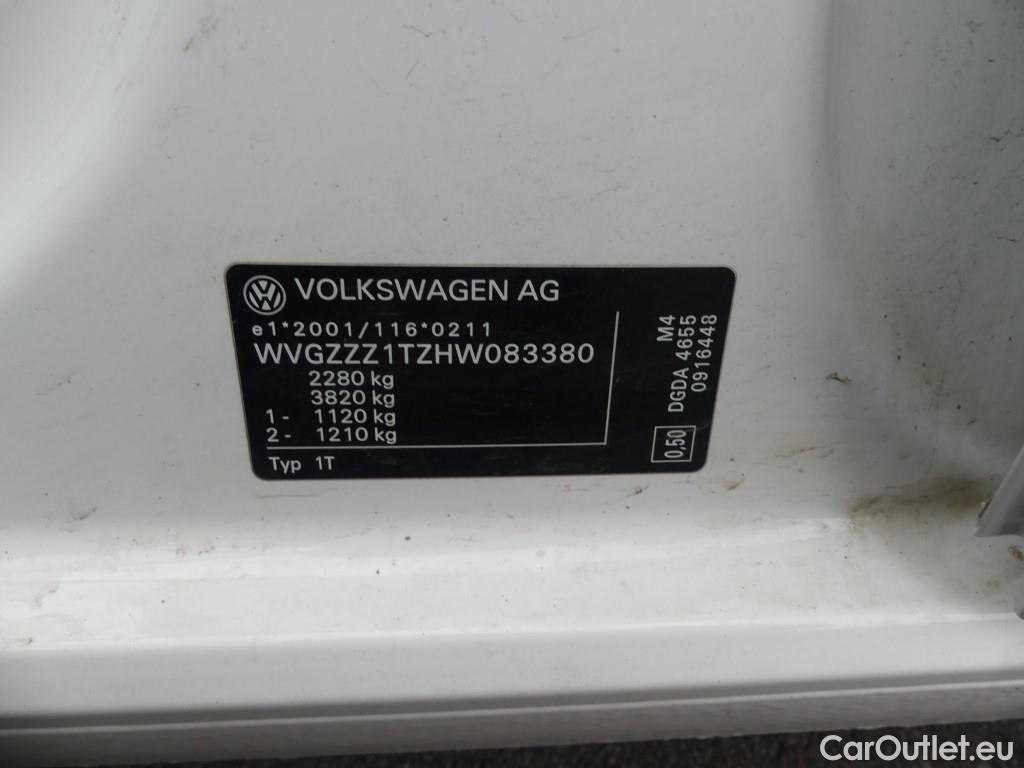 VOLKSWAGEN AG
e1*2001/116*0211
WVGZZZ1TZHW083380
2280 kg
3820 kg
1- 1120 kg
2- 1210 kg
Typ 1T
M4
DGDA 4655
0916448
0,50
CarOutlet.eu